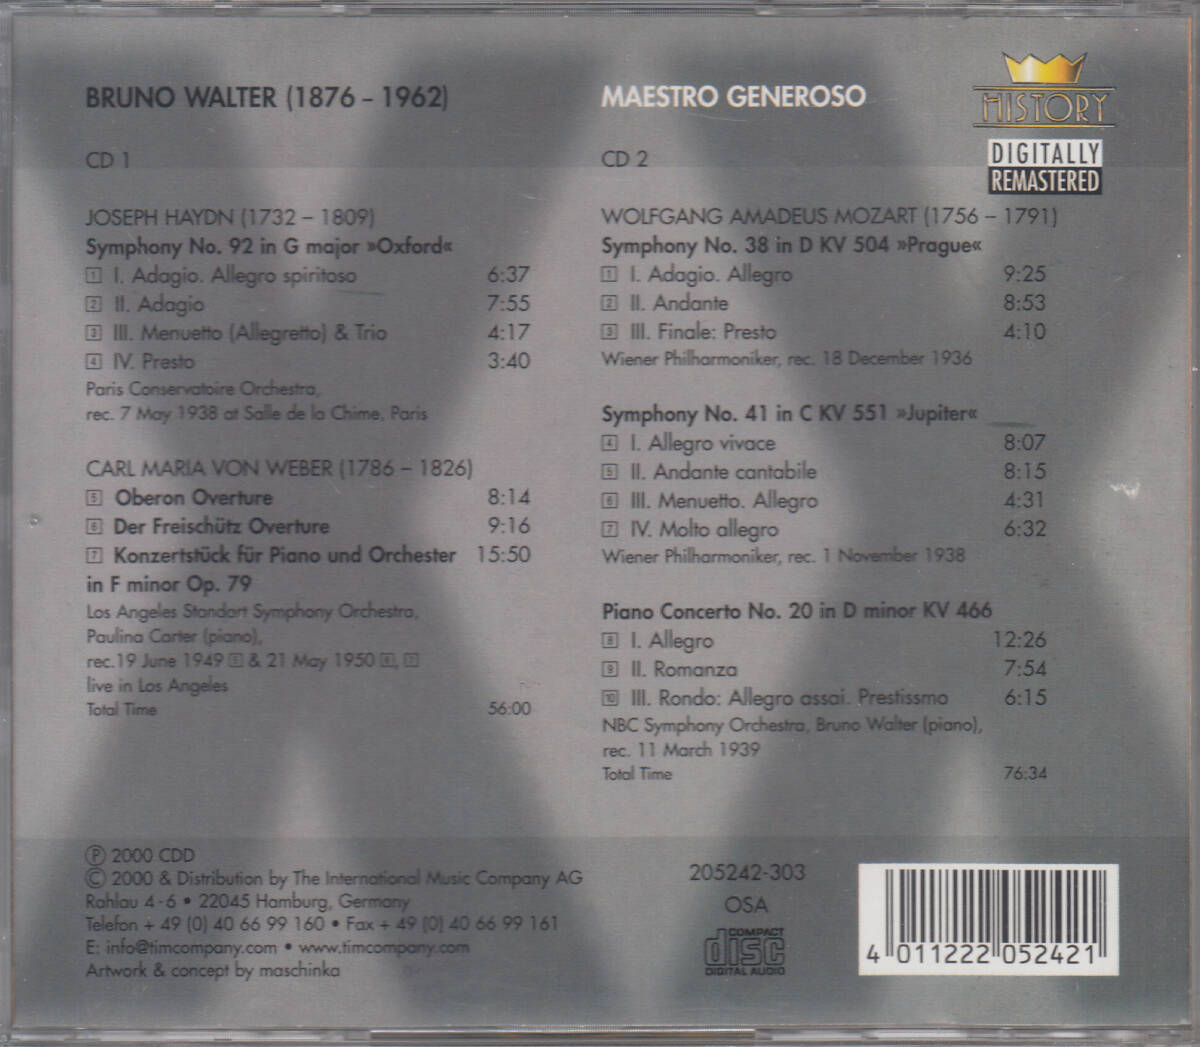 BRUNO WALTER (1876 – 1962)
CD 1
JOSEPH HAYDN (1732 – 1809)
Symphony No. 92 in G major »Oxford«
1 I. Adagio. Allegro spiritoso 6:37
2 II. Adagio 7:55
3 III. Menuetto (Allegretto) & Trio 4:17
4 IV. Presto 3:40
Paris Conservatoire Orchestra,
rec. 7 May 1938 at Salle de la Chime, Paris
CARL MARIA VON WEBER (1786 – 1826)
5 Oberon Overture 8:14
6 Der Freischütz Overture 9:16
7 Konzertstück für Piano und Orchester 15:50
in F minor Op. 79
Los Angeles Standart Symphony Orchestra,
Paulina Carter (piano),
rec.19 June 1949 5 & 21 May 1950 6, 7
live in Los Angeles
Total Time 56:00
MAESTRO GENEROSO
CD 2
WOLFGANG AMADEUS MOZART (1756 – 1791)
Symphony No. 38 in D KV 504 »Prague«
1 I. Adagio. Allegro 9:25
2 II. Andante 8:53
3 III. Finale: Presto 4:10
Wiener Philharmoniker, rec. 18 December 1936
Symphony No. 41 in C KV 551 »Jupiter«
4 I. Allegro vivace 8:07
5 II. Andante cantabile 8:15
6 III. Menuetto. Allegro 4:31
7 IV. Molto allegro 6:32
Wiener Philharmoniker, rec. 1 November 1938
Piano Concerto No. 20 in D minor KV 466
8 I. Allegro 12:26
9 II. Romanza 7:54
10 III. Rondo: Allegro assai. Prestissmo 6:15
NBC Symphony Orchestra, Bruno Walter (piano),
rec. 11 March 1939
Total Time 76:34
HISTORY
DIGITALLY
REMASTERED
℗ 2000 CDD
© 2000 & Distribution by The International Music Company AG
Rahlau 4 - 6 • 22045 Hamburg, Germany
Telefon + 49 (0) 40 66 99 160 • Fax + 49 (0) 40 66 99 161
E: info@timcompany.com • www.timcompany.com
Artwork & concept by maschinka
205242-303
OSA
COMPACT
disc
DIGITAL AUDIO
4 011222 052421